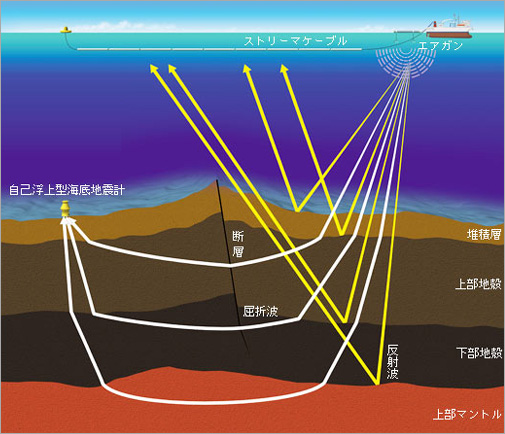 ストリーマケーブル
エアガン
自己浮上型海底地震計
断層
堆積層
上部地殻
屈折波
反射波
下部地殻
上部マントル